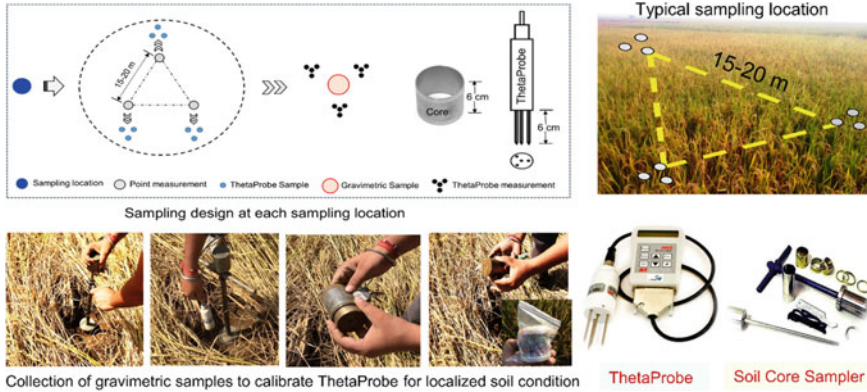 Typical sampling location
15-20 m
15-20 m
Core
6 cm
ThetaProbe
6 cm
Sampling location
Point measurement
ThetaProbe Sample
Gravimetric Sample
ThetaProbe measurement
Sampling design at each sampling location
Collection of gravimetric samples to calibrate ThetaProbe for localized soil condition
ThetaProbe
Soil Core Sampler